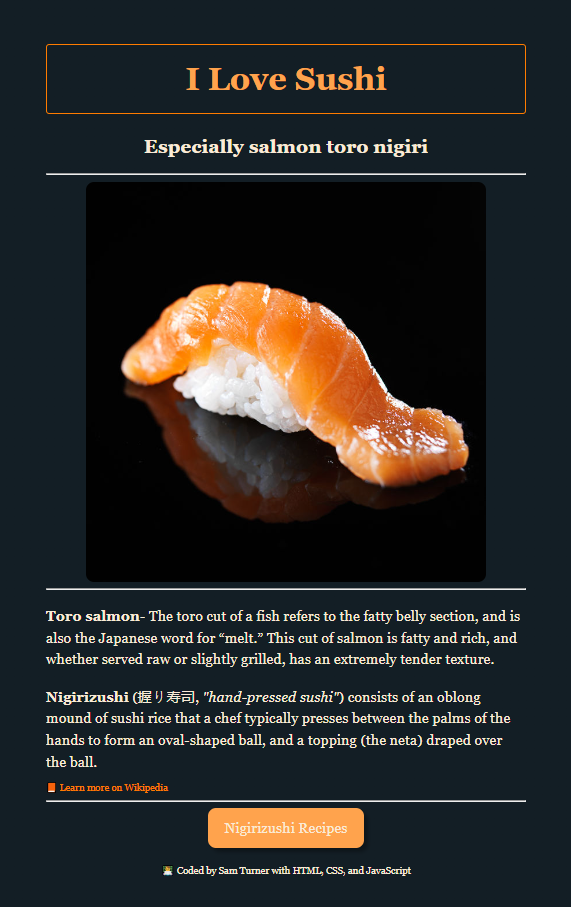 I Love Sushi
Especially salmon toro nigiri
Toro salmon- The toro cut of a fish refers to the fatty belly section, and is
also the Japanese word for “melt.” This cut of salmon is fatty and rich, and
whether served raw or slightly grilled, has an extremely tender texture.
Nigirizushi (握り寿司, "hand-pressed sushi") consists of an oblong
mound of sushi rice that a chef typically presses between the palms of the
hands to form an oval-shaped ball, and a topping (the neta) draped over
the ball.
📙 Learn more on Wikipedia
Nigirizushi Recipes
Coded by Sam Turner with HTML, CSS, and JavaScript